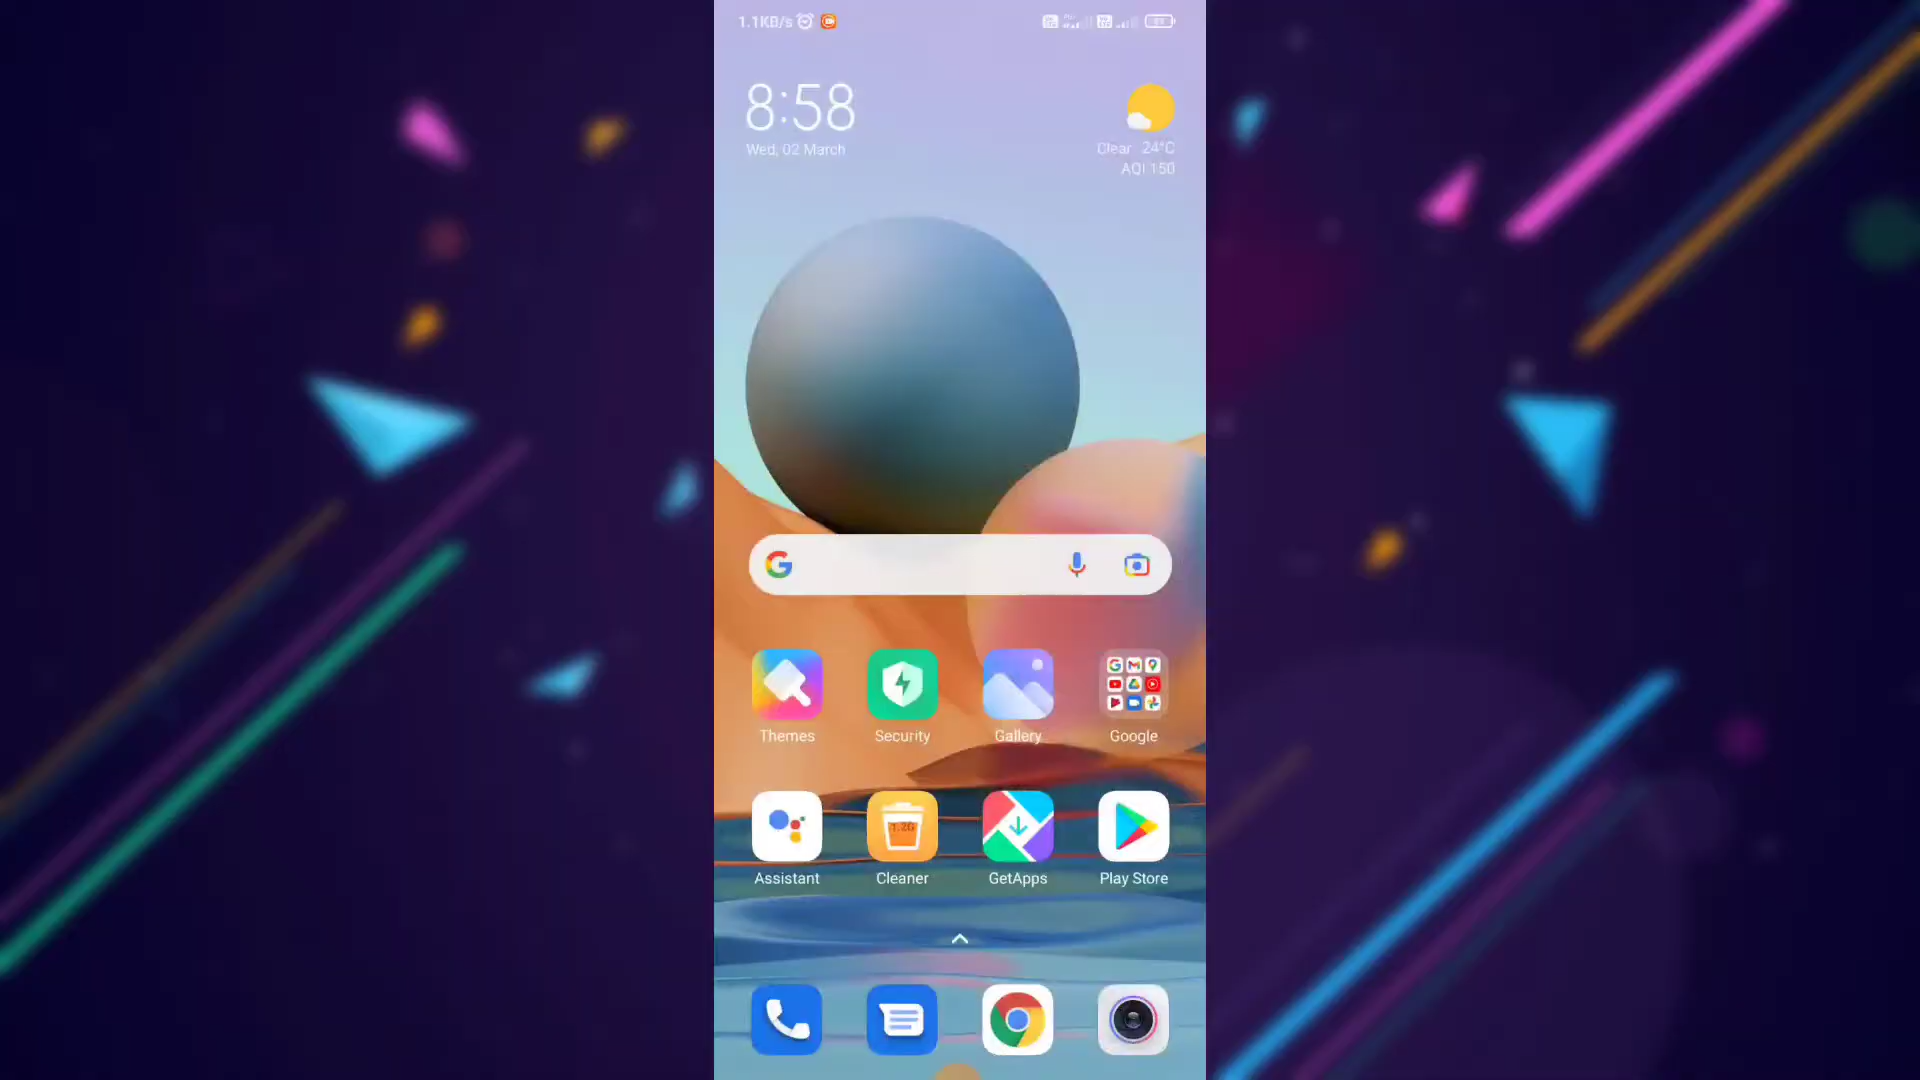 1.1KB/s
8:58
Wed, 02 March
Clear 24°C
AQI 150
Themes
Security
Gallery
Google
Assistant
Cleaner
GetApps
Play Store